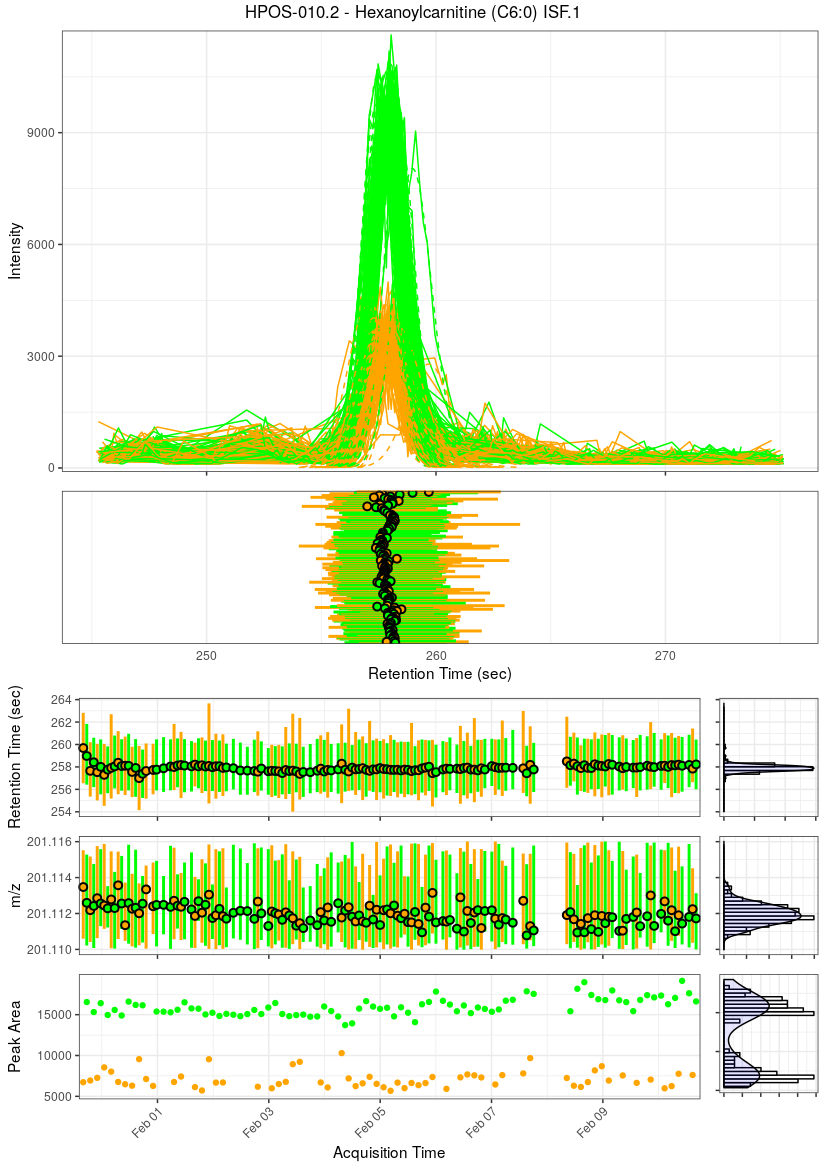 HPOS-010.2 - Hexanoylcarnitine (C6:0) ISF.1
9000
6000
3000
0
Intensity
250
260
270
Retention Time (sec)
264
262
260
258
256
254
Retention Time (sec)
201.116
201.114
201.112
201.110
m/z
15000
10000
5000
Peak Area
Feb 01
Feb 03
Feb 05
Feb 07
Feb 09
Acquisition Time